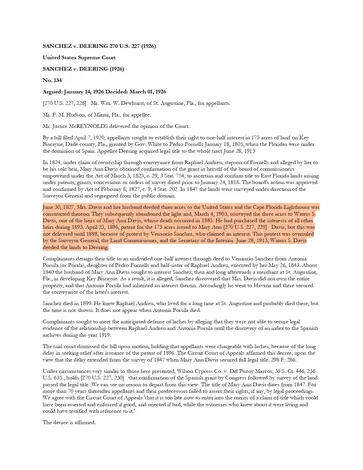 SANCHEZ v. DEERING 270 U.S. 227 (1926)
United States Supreme Court
SANCHEZ v. DEERING (1926)
No. 134
Argued: January 14, 1926 Decided: March 01, 1926
[270 U.S. 227, 228] Mr. Wm. W. Dewhurst, of St. Augustine, Fla., for appellants.
Mr. F. M. Hudson, of Miami, Fla., for appellee.
Mr. Justice McREYNOLDS delivered the opinion of the Court.
By a bill filed April 7, 1920, appellants sought to establish their right to one-half interest in 175 acres of land on Key
Biscayne, Dade county, Fla., granted by Gov. White to Pedro Fornells January 18, 1805, when the Floridas were under
the dominion of Spain. Appellee Deering acquired legal title to the whole tract June 28, 1913
In 1824, under claim of ownership through conveyance from Raphael Andreu, stepson of Fornells and alleged by her to
be his sole heir, Mary Ann Davis obtained confirmation of the grant in herself of the board of commissioners
empowered under the act of March 3, 1823, c. 29, 3 Stat. 754, to ascertain and confirm title to East Florida lands arising
under patents, grants, concession or orders of survey dated prior to January 24, 1818. The board's action was approved
and confirmed by Act of February 8, 1827, c. 9, 4 Stat. 202. In 1847 the lands were surveyed under direction of the
Surveyor General and segregated from the public domain.
June 30, 1827, Mrs. Davis and her husband deeded three acres to the United States and the Cape Florida Lighthouse was
constructed thereon. They subsequently abandoned the light and, March 8, 1903, conveyed the three acres to Waters S.
Davis, one of the heirs of Mary Ann Davis, whose death occurred in 1885. He had purchased the interests of all other
heirs during 1893. April 23, 1896, patent for the 175 acres issued to Mary Ann [270 U.S. 227, 229] Davis, but this was
not delivered until 1898, because of protest by Venancio Sanchez, who claimed an interest. This protest was overruled
by the Surveyor General, the Land Commissioner, and the Secretary of the Interior. June 28, 1913, Waters S. Davis
deeded the lands to Deering.
Complainants deraign their title to an undivided one-half interest through deed to Venancio Sanchez from Antonia
Ponula (or Ponela), daughter of Pedro Fornells and half-sister of Raphael Andreu, executed by her May 26, 1843. About
1840 the husband of Mary Ann Davis sought to interest Sanchez, then and long afterwards a merchant at St. Augustine,
Fla., in developing Key Biscayne. As a result, it is alleged, Sanchez discovered that Mrs. Davis did not own the entire
property, and that Antonia Ponula had inherited an interest therein. Accordingly he went to Havana and there secured
the conveyance of the latter's interest.
Sanchez died in 1899. He knew Raphael Andreu, who lived for a long time at St. Augustine and probably died there, but
the time is not shown. It does not appear when Antonia Ponula died.
Complainants sought to meet the anticipated defense of laches by alleging that they were not able to secure legal
evidence of the relationship between Raphael Andreu and Antonia Ponula until the discovery of an index to the Spanish
archives during the year 1919.
The trial court dismissed the bill upon motion, holding that appellants were chargeable with laches, because of the long
delay in seeking relief after issuance of the patent of 1896. The Circuit Court of Appeals affirmed this decree, upon the
view that the delay extended from the survey of 1847 when Mary Ann Davis secured full legal title. 298 F. 286.
Under circumstances very similar to those here presented, Wilson Cypress Co. v. Del Pozo y Marcos, 35 S. Ct. 446, 236
U.S. 635 , holds [270 U.S. 227, 230] that confirmation of the Spanish grant by Congress followed by survey of the land
passed the legal title. We can see no reason to depart from this view. The title of Mary Ann Davis dates from 1847. For
more than 70 years thereafter appellants and their predecessors failed to assert their rights, if any, by legal proceedings.
We agree with the Circuit Court of Appeals 'that it is too late now to enter into the merits of a claim of title which could
have been asserted and enforced if good, and rejected if bad, while the witnesses who knew about it were living and
could have testified with reference to it.'
The decree is affirmed.